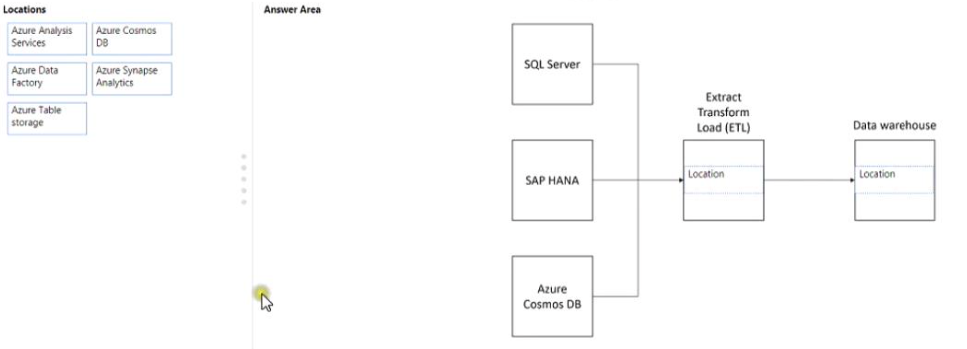 Locations
Azure Analysis
Services
Azure Cosmos
DB
Azure Data
Factory
Azure Synapse
Analytics
Azure Table
storage
Answer Area
SQL Server
SAP HANA
Azure
Cosmos DB
Extract
Transform
Load (ETL)
Location
Data warehouse
Location